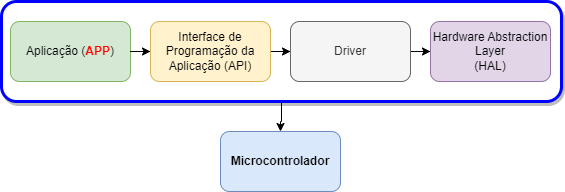 Aplicação (APP)
Interface de
Programação da
Aplicação (API)
Driver
Hardware Abstraction
Layer
(HAL)
Microcontrolador